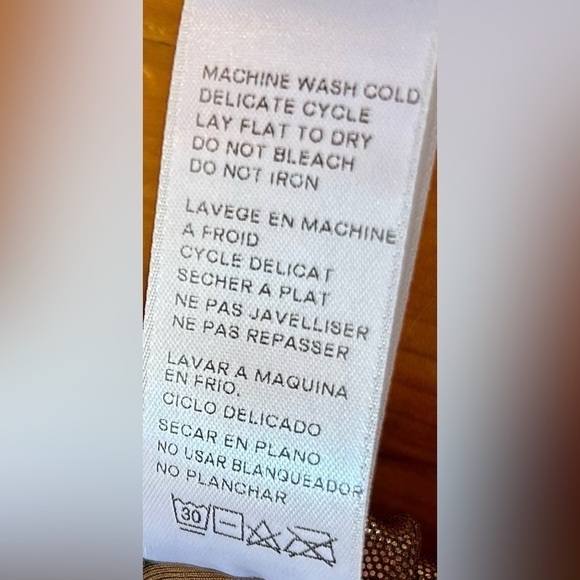 MACHINE WASH COLD
DELICATE CYCLE
LAY FLAT TO DRY
DO NOT BLEACH
DO NOT IRON
LAVEGE EN MACHINE
A FROID
CYCLE DELICAT
SECHER A PLAT
NE PAS JAVELLISER
NE PAS REPASSER
LAVAR A MAQUINA
EN FRIO.
CICLO DELICADO
SECAR EN PLANO
NO USAR BLANQUEADOR
NO PLANCHAR
30